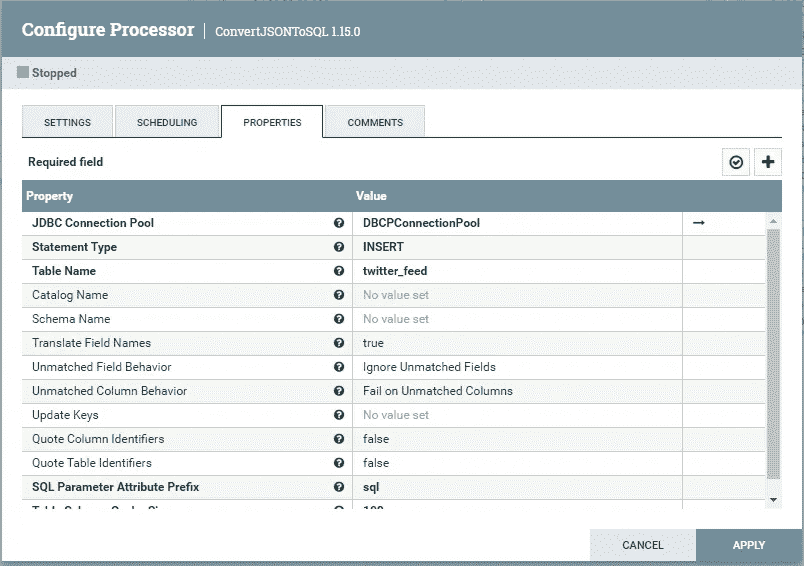 Configure Processor | ConvertJSONToSQL 1.15.0
Stopped
SETTINGS SCHEDULING PROPERTIES COMMENTS
Required field
Property Value
JDBC Connection Pool DBCPConnectionPool
Statement Type INSERT
Table Name twitter_feed
Catalog Name No value set
Schema Name No value set
Translate Field Names true
Unmatched Field Behavior Ignore Unmatched Fields
Unmatched Column Behavior Fail on Unmatched Columns
Update Keys No value set
Quote Column Identifiers false
Quote Table Identifiers false
SQL Parameter Attribute Prefix sql
CANCEL APPLY